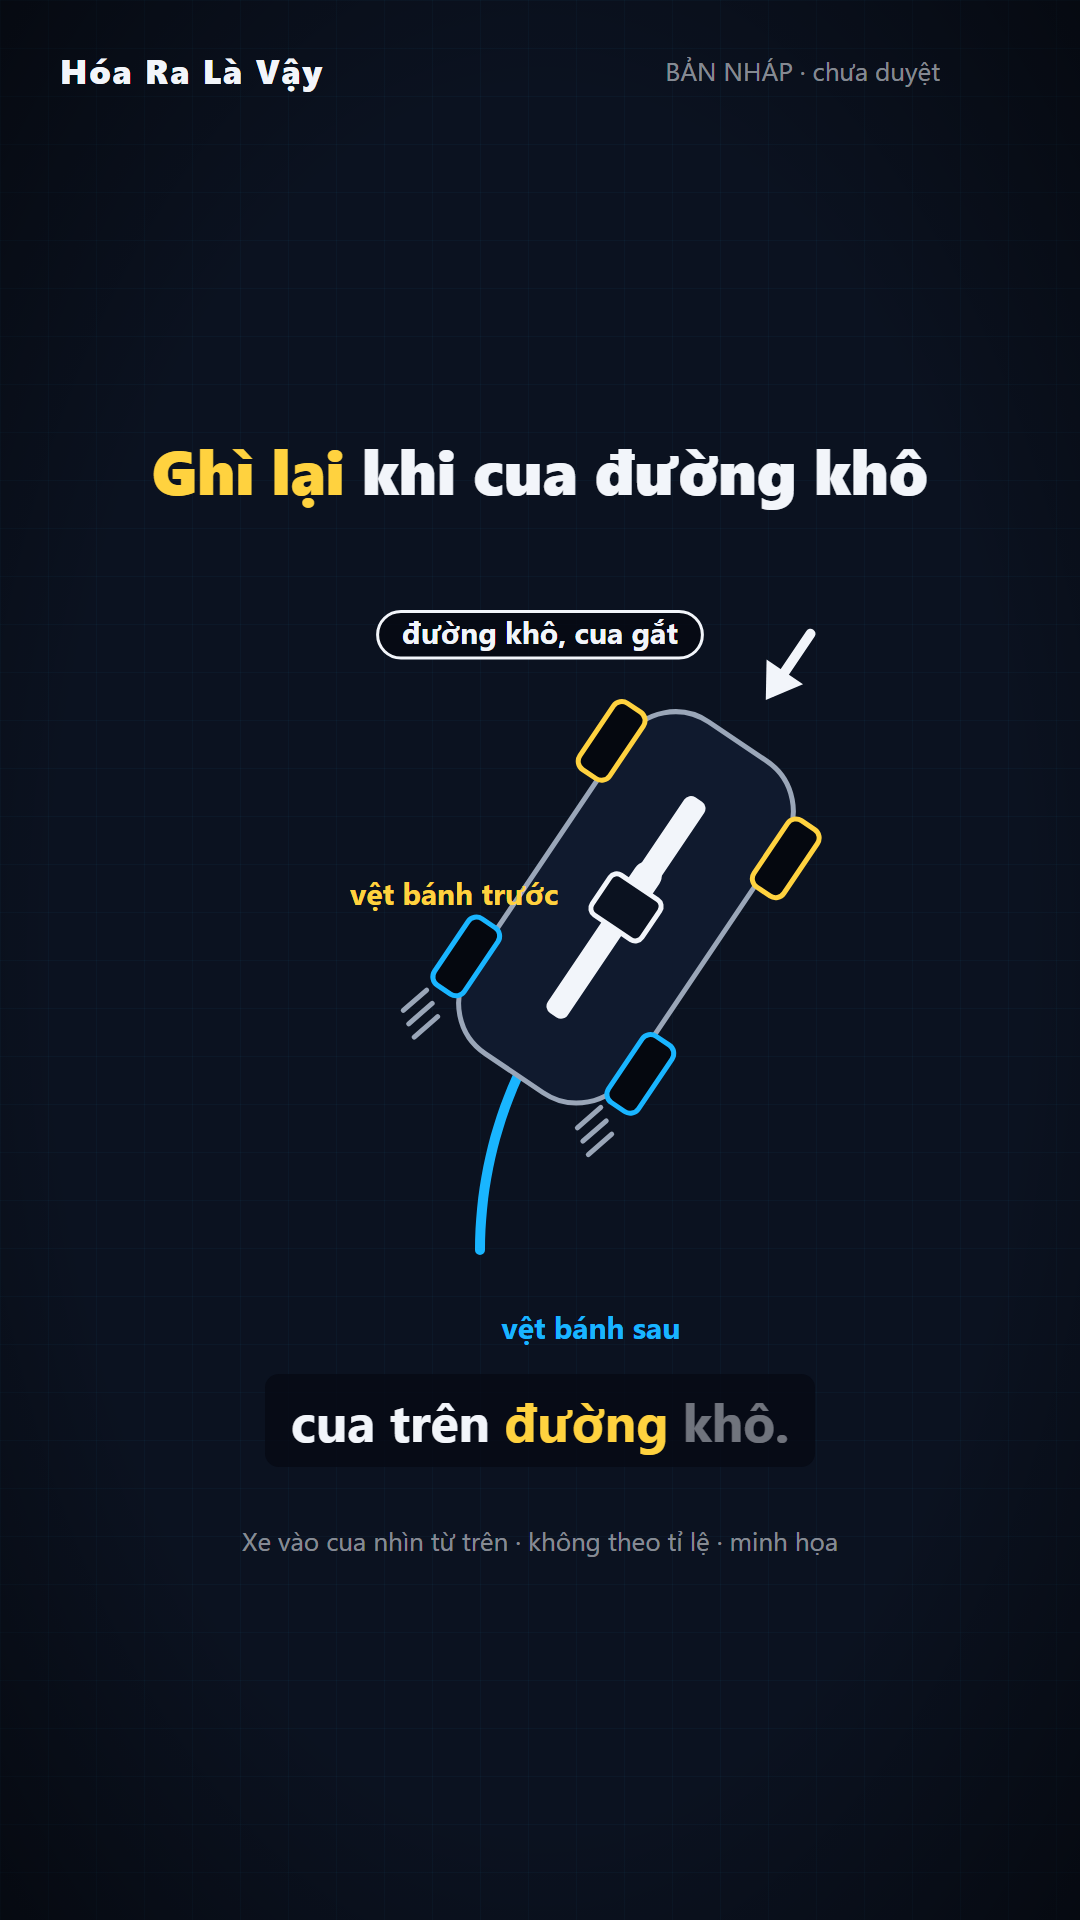 Hóa Ra Là Vậy
BẢN NHÁP · chưa duyệt
Ghì lại khi cua đường khô
đường khô, cua gắt
vệt bánh trước
vệt bánh sau
cua trên đường khô.
Xe vào cua nhìn từ trên · không theo tỉ lệ · minh họa